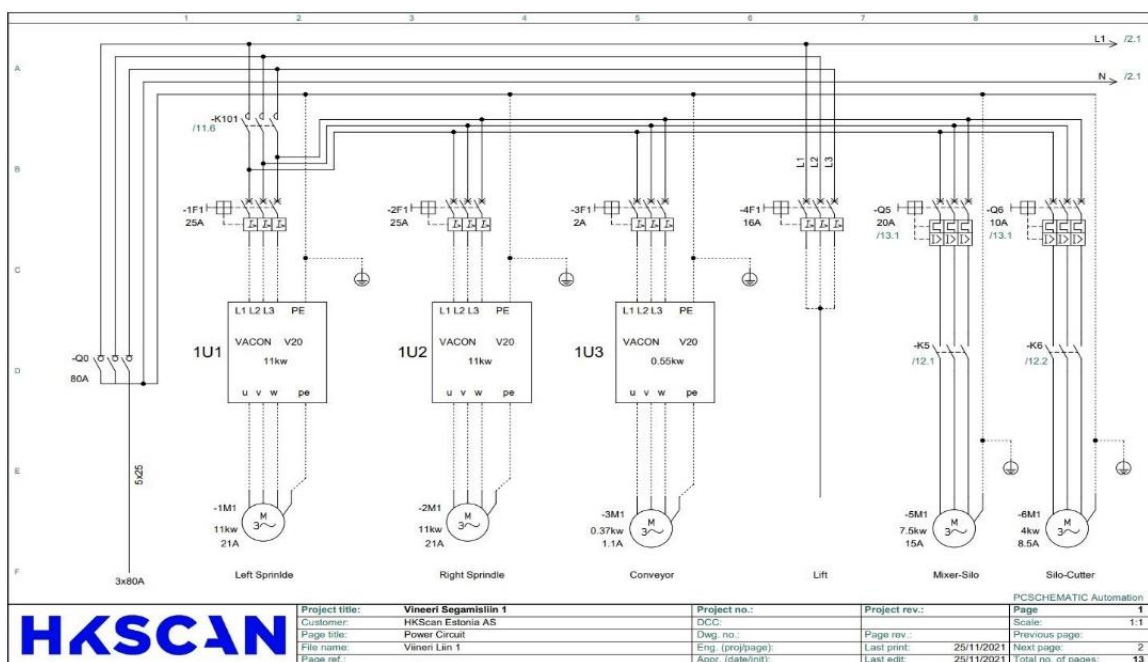 1 2 3 4 5 6 7 8
L1 /2.1
A
N /2.1
-K101
/11.6
B
L1 L2 L3
-1F1 -2F1 -3F1 -4F1 -Q5 -Q6
25A 25A 2A 16A 20A 10A
/13.1 /13.1
C
L1 L2 L3 PE L1 L2 L3 PE L1 L2 L3 PE
1U1 VACON V20 1U2 VACON V20 1U3 VACON V20
11kw 11kw 0.55kw
-K5 -K6
/12.1 /12.2
-Q0
80A
D
u v w pe u v w pe u v w pe
E
5x25
-1M1 -2M1 -3M1 -5M1 -6M1
M M M M M
3~ 3~ 3~ 3~ 3~
11kw 11kw 0.37kw 7.5kw 4kw
21A 21A 1.1A 15A 8.5A
F
3x80A Left Sprinlde Right Sprindle Conveyor Lift Mixer-Silo Silo-Cutter
PCSCHEMATIC Automation
HKSCAN
Project title: Vineeri Segamisliin 1 Project no.: Project rev.: Page 1
Customer: HKScan Estonia AS DCC: Scale: 1:1
Page title: Power Circuit Dwg. no.: Page rev.: Previous page:
File name: Viineri Liin 1 Eng. (proj/page): Last print: 25/11/2021 Next page: 2
Page ref.: Appr. (date/init): Last edit: 25/11/2021 Total no. of pages: 13